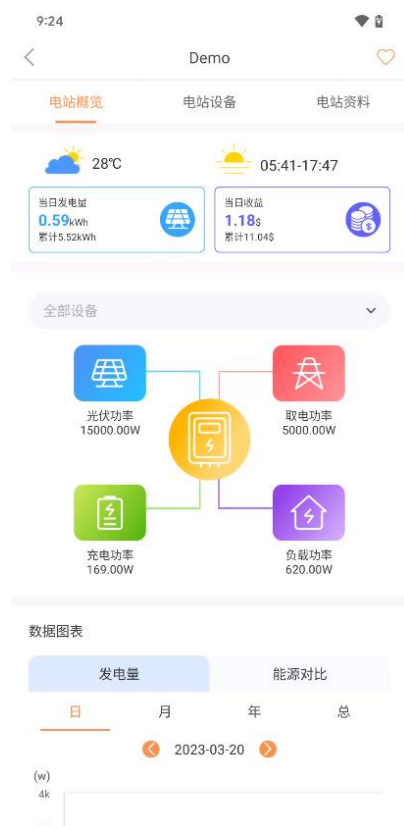 9:24
Demo
电站概览 电站设备 电站资料
28℃ 05:41-17:47
当日发电量
0.59kWh
累计5.52kWh
当日收益
1.18$
累计11.04$
全部设备
光伏功率
15000.00W
取电功率
5000.00W
充电功率
169.00W
负载功率
620.00W
数据图表
发电量 能源对比
日 月 年 总
2023-03-20
(w)
4k